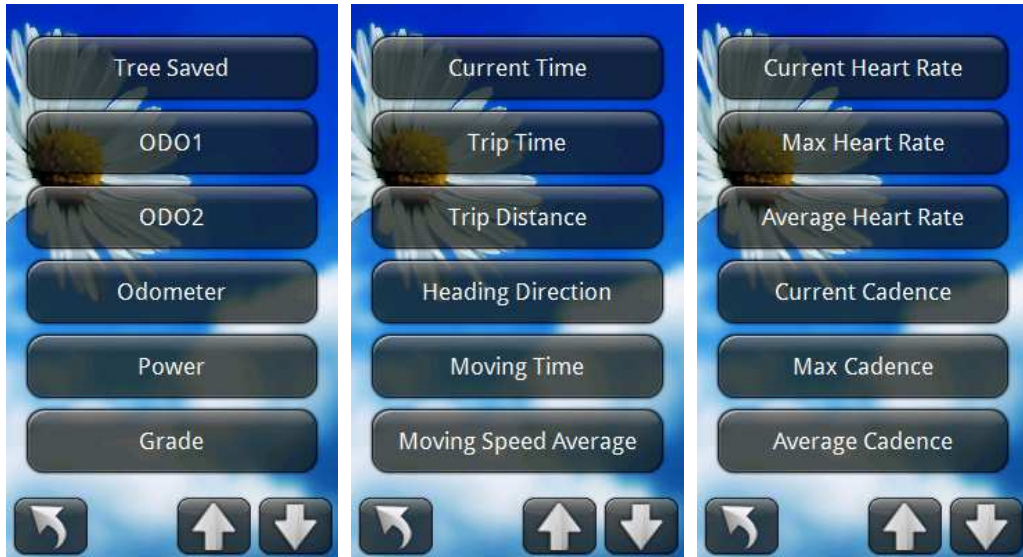 Tree Saved
ODO1
ODO2
Odometer
Power
Grade
Current Time
Trip Time
Trip Distance
Heading Direction
Moving Time
Moving Speed Average
Current Heart Rate
Max Heart Rate
Average Heart Rate
Current Cadence
Max Cadence
Average Cadence